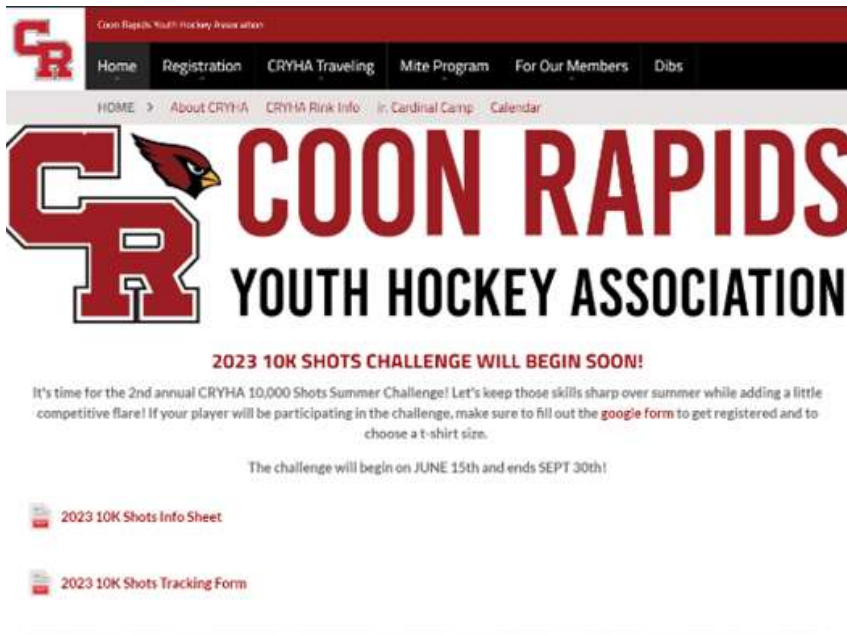 Coon Rapids Youth Hockey Association
CR
Home Registration CRYHA Traveling Mite Program For Our Members Dibs
HOME > About CRYHA CRYHA Rink Info Jr. Cardinal Camp Calendar
CR
COON RAPIDS
YOUTH HOCKEY ASSOCIATION
2023 10K SHOTS CHALLENGE WILL BEGIN SOON!
It's time for the 2nd annual CRYHA 10,000 Shots Summer Challenge! Let's keep those skills sharp over summer while adding a little
competitive flare! If your player will be participating in the challenge, make sure to fill out the google form to get registered and to
choose a t-shirt size.
The challenge will begin on JUNE 15th and ends SEPT 30th!
2023 10K Shots Info Sheet
2023 10K Shots Tracking Form